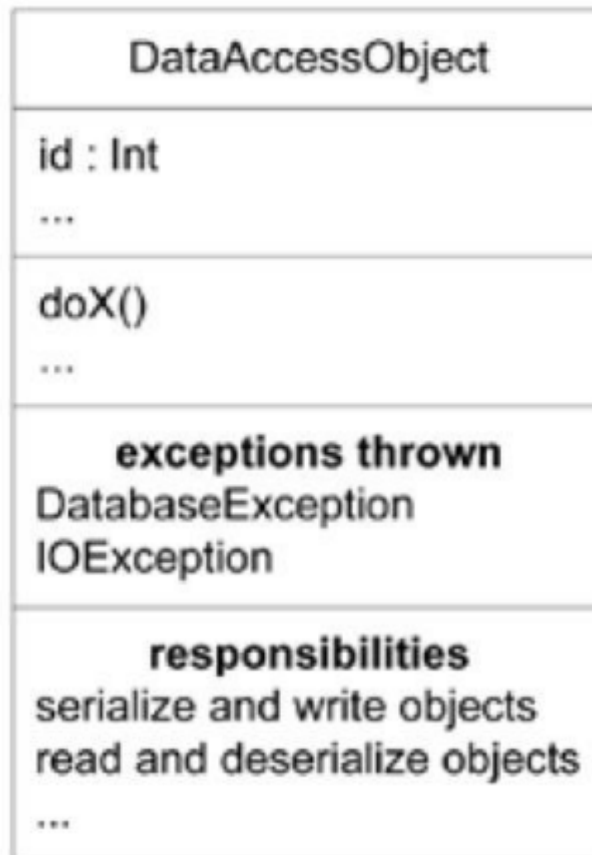 DataAccessObject
id : Int
...
doX()
...
exceptions thrown
DatabaseException
IOException
responsibilities
serialize and write objects
read and deserialize objects
...